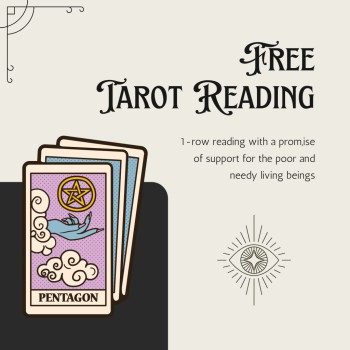 Free
Tarot Reading
1-row reading with a prom,ise
of support for the poor and
needy living beings
PENTAGON